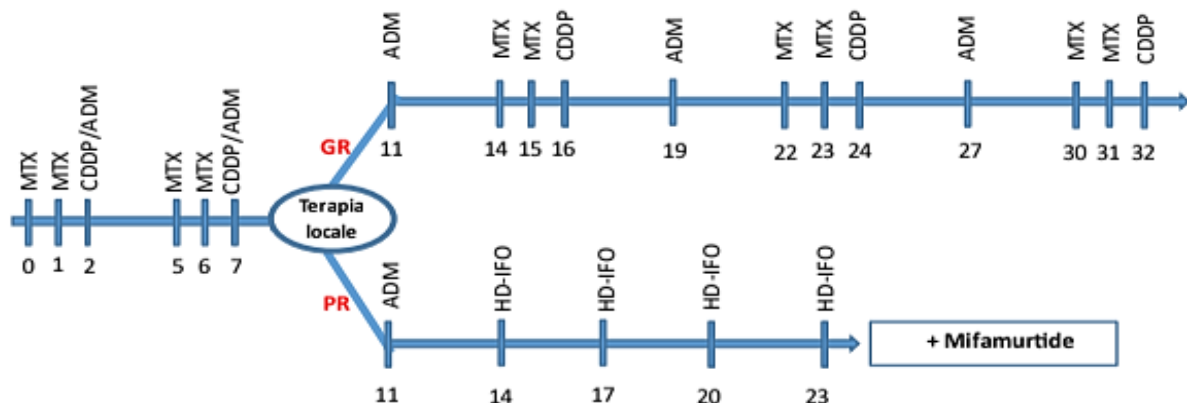 ADM
MTX
MTX
CDDP
ADM
MTX
MTX
CDDP
ADM
MTX
MTX
CDDP
GR
11
14
15
16
19
22
23
24
27
30
31
32
MTX
MTX
CDDP/ADM
MTX
MTX
CDDP/ADM
Terapia
locale
0
1
2
5
6
7
PR
ADM
HD-IFO
HD-IFO
HD-IFO
HD-IFO
+ Mifamurtide
11
14
17
20
23